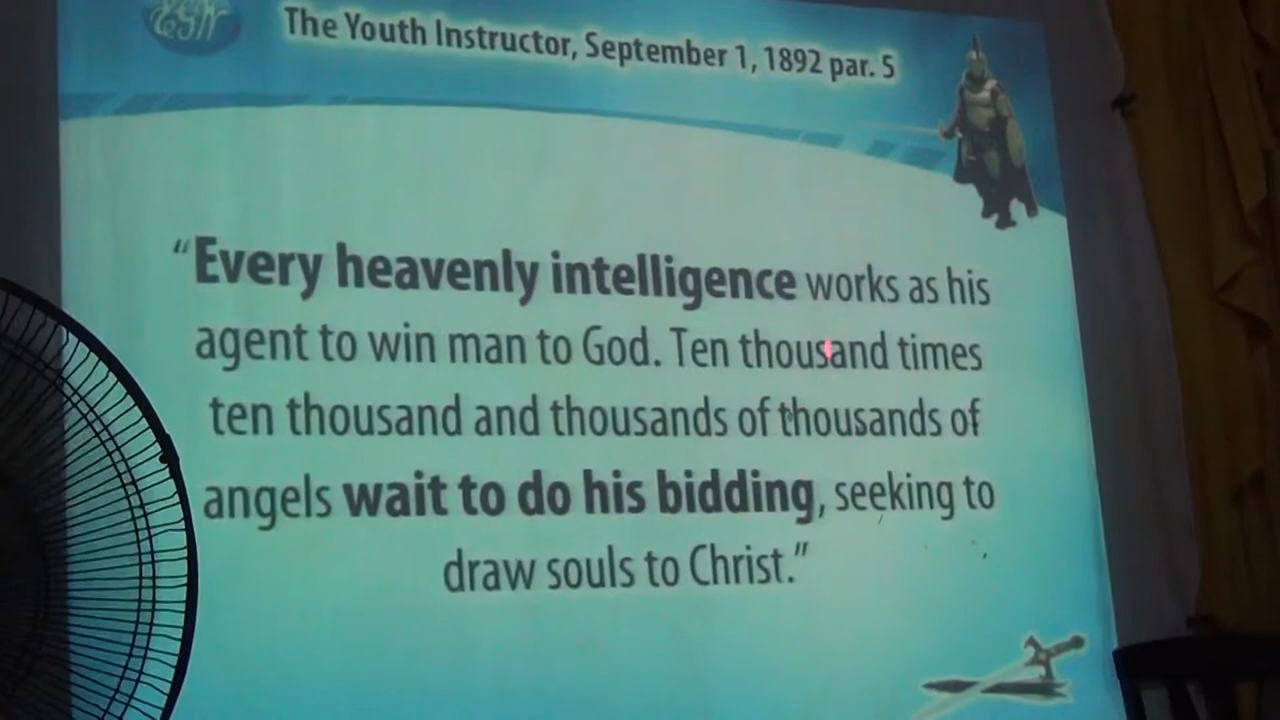 EGW
The Youth Instructor, September 1, 1892 par. 5
“Every heavenly intelligence works as his
agent to win man to God. Ten thousand times
ten thousand and thousands of thousands of
angels wait to do his bidding, seeking to
draw souls to Christ.”